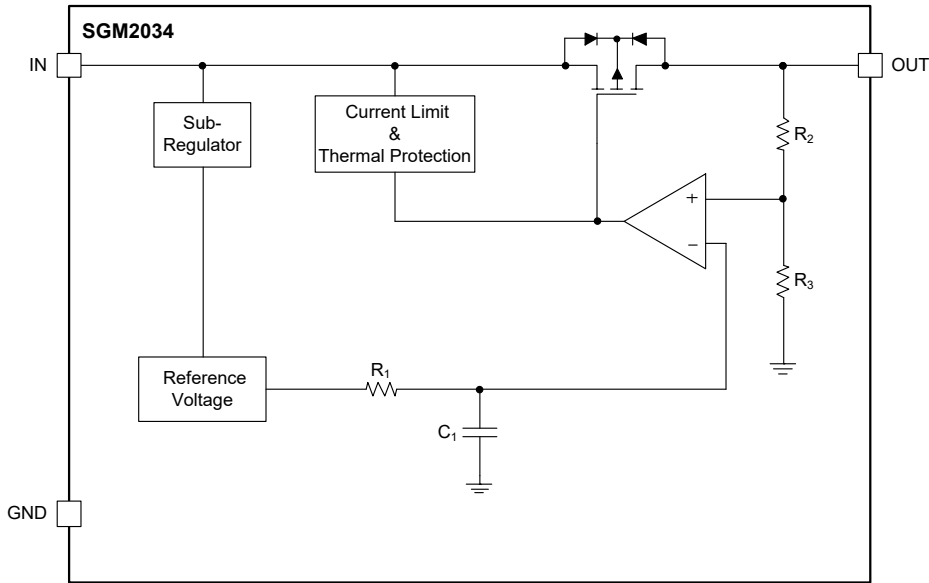 SGM2034
IN
OUT
Sub-
Regulator
Current Limit
&
Thermal Protection
R₂
+
−
R₃
Reference
Voltage
R₁
C₁
GND